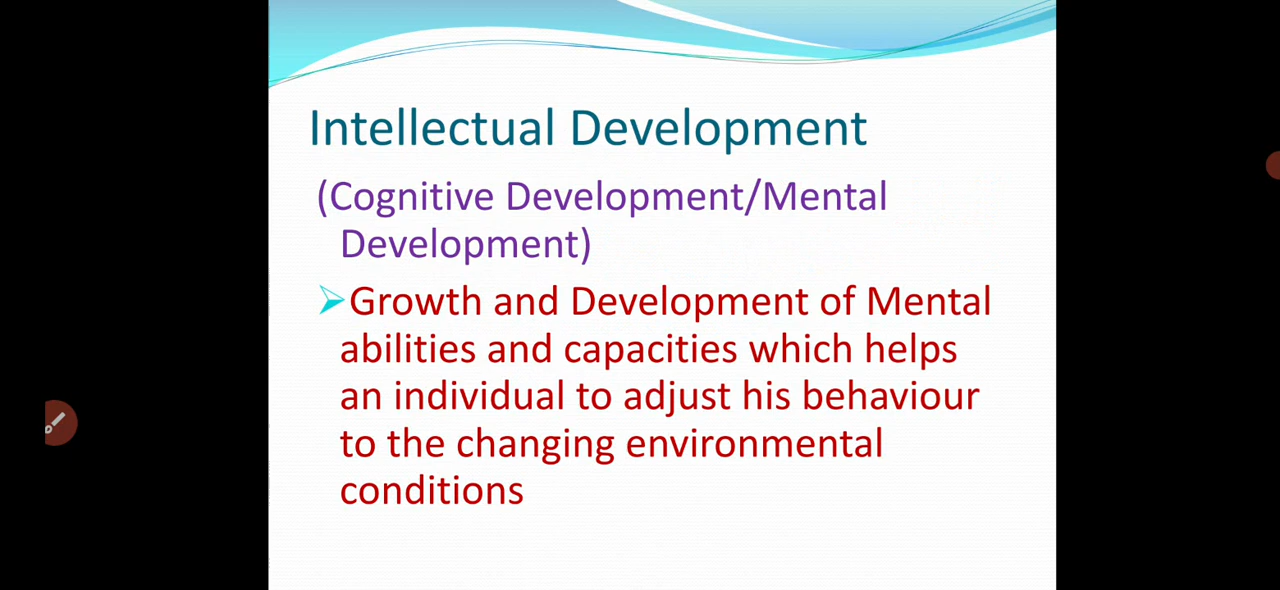 Intellectual Development
(Cognitive Development/Mental
Development)
Growth and Development of Mental
abilities and capacities which helps
an individual to adjust his behaviour
to the changing environmental
conditions